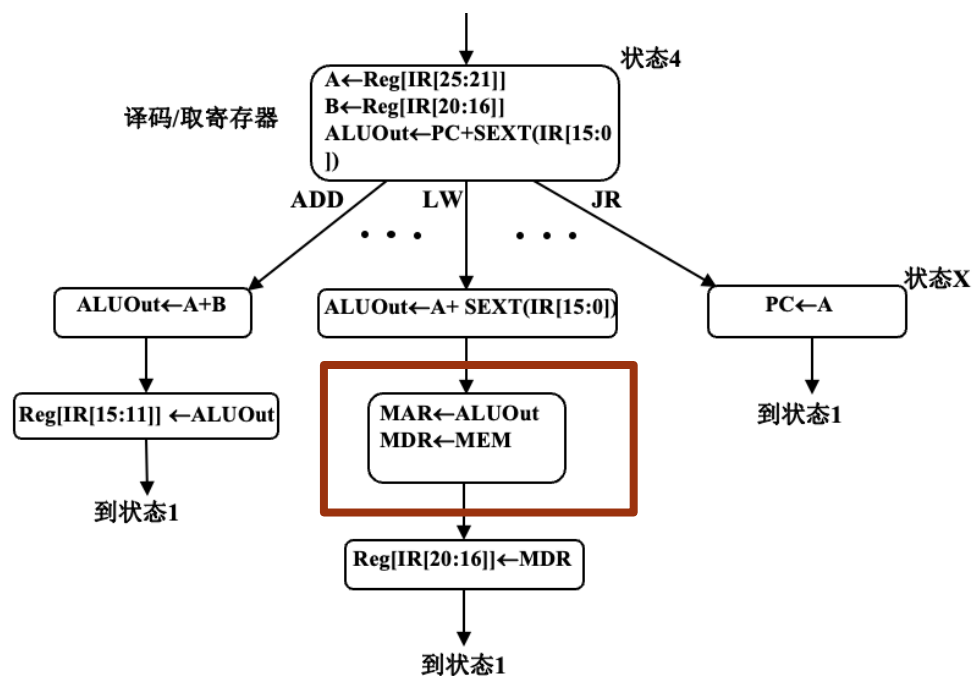 状态4
A←Reg[IR[25:21]]
B←Reg[IR[20:16]]
ALUOut←PC+SEXT(IR[15:0
])
译码/取寄存器
ADD
LW
JR
• • •
• • •
状态X
ALUOut←A+B
ALUOut←A+ SEXT(IR[15:0])
PC←A
Reg[IR[15:11]] ←ALUOut
MAR←ALUOut
MDR←MEM
到状态1
到状态1
Reg[IR[20:16]]←MDR
到状态1